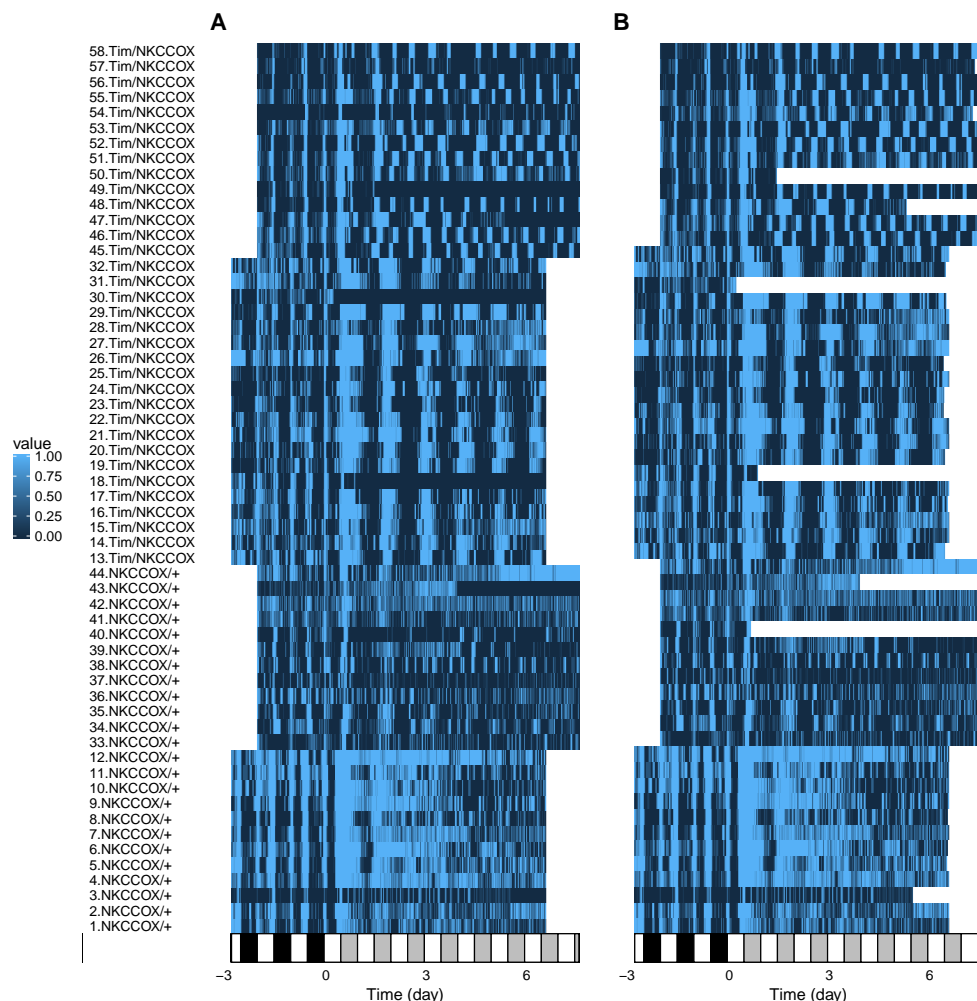 A B
58.Tim/NKCCOX
57.Tim/NKCCOX
56.Tim/NKCCOX
55.Tim/NKCCOX
54.Tim/NKCCOX
53.Tim/NKCCOX
52.Tim/NKCCOX
51.Tim/NKCCOX
50.Tim/NKCCOX
49.Tim/NKCCOX
48.Tim/NKCCOX
47.Tim/NKCCOX
46.Tim/NKCCOX
45.Tim/NKCCOX
32.Tim/NKCCOX
31.Tim/NKCCOX
30.Tim/NKCCOX
29.Tim/NKCCOX
28.Tim/NKCCOX
27.Tim/NKCCOX
26.Tim/NKCCOX
25.Tim/NKCCOX
24.Tim/NKCCOX
23.Tim/NKCCOX
22.Tim/NKCCOX
21.Tim/NKCCOX
20.Tim/NKCCOX
19.Tim/NKCCOX
18.Tim/NKCCOX
17.Tim/NKCCOX
16.Tim/NKCCOX
15.Tim/NKCCOX
14.Tim/NKCCOX
13.Tim/NKCCOX
44.NKCCOX/+
43.NKCCOX/+
42.NKCCOX/+
41.NKCCOX/+
40.NKCCOX/+
39.NKCCOX/+
38.NKCCOX/+
37.NKCCOX/+
36.NKCCOX/+
35.NKCCOX/+
34.NKCCOX/+
33.NKCCOX/+
12.NKCCOX/+
11.NKCCOX/+
10.NKCCOX/+
9.NKCCOX/+
8.NKCCOX/+
7.NKCCOX/+
6.NKCCOX/+
5.NKCCOX/+
4.NKCCOX/+
3.NKCCOX/+
2.NKCCOX/+
1.NKCCOX/+
value
1.00
0.75
0.50
0.25
0.00
−3 0 3 6 −3 0 3 6
Time (day) Time (day)